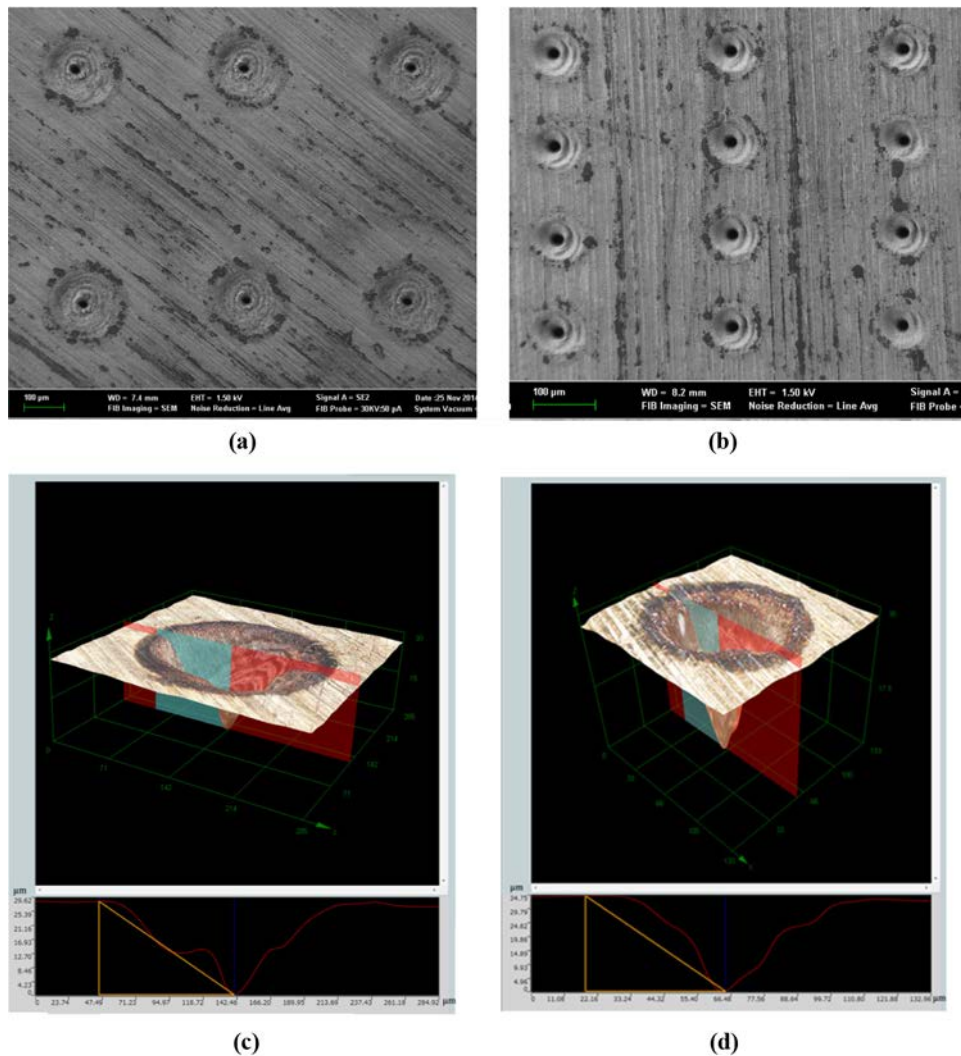 100 µm
WD = 7.4 mm EHT = 1.50 kV Signal A = SE2 Date :25 Nov 201
FIB Imaging = SEM Noise Reduction = Line Avg FIB Probe = 30KV:50 pA System Vacuum
(a)
100 µm
WD = 8.2 mm EHT = 1.50 kV Signal A =
FIB Imaging = SEM Noise Reduction = Line Avg FIB Probe =
(b)
0 71 142 214
214 142
µm
29.62
25.39
21.16
16.93
12.70
8.46
4.23
0
0 23.74 47.49 71.22 94.97 118.72 142.46 166.20 189.95 213.69 237.43 261.18 284.92 µm
(c)
µm
34.75
29.79
24.82
19.86
14.89
9.93
4.96
0
0 11.08 22.16 33.24 44.32 55.40 66.48 77.56 88.64 99.72 110.80 121.88 132.96 µm
(d)